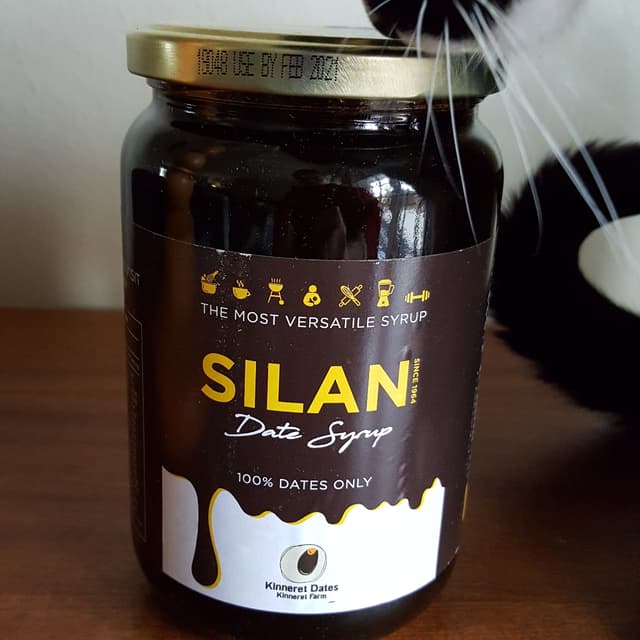 19048 USE BY FEB 2021
THE MOST VERSATILE SYRUP
SILAN
SINCE 1964
Date Syrup
100% DATES ONLY
Kinneret Dates
Kinneret Farm